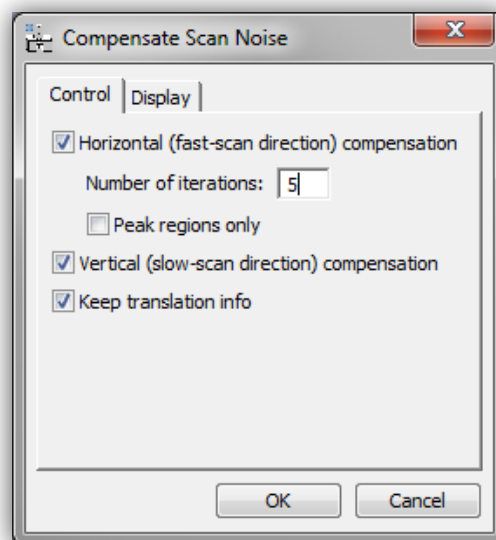 Compensate Scan Noise
Control Display
Horizontal (fast-scan direction) compensation
Number of iterations: 5
Peak regions only
Vertical (slow-scan direction) compensation
Keep translation info
OK Cancel